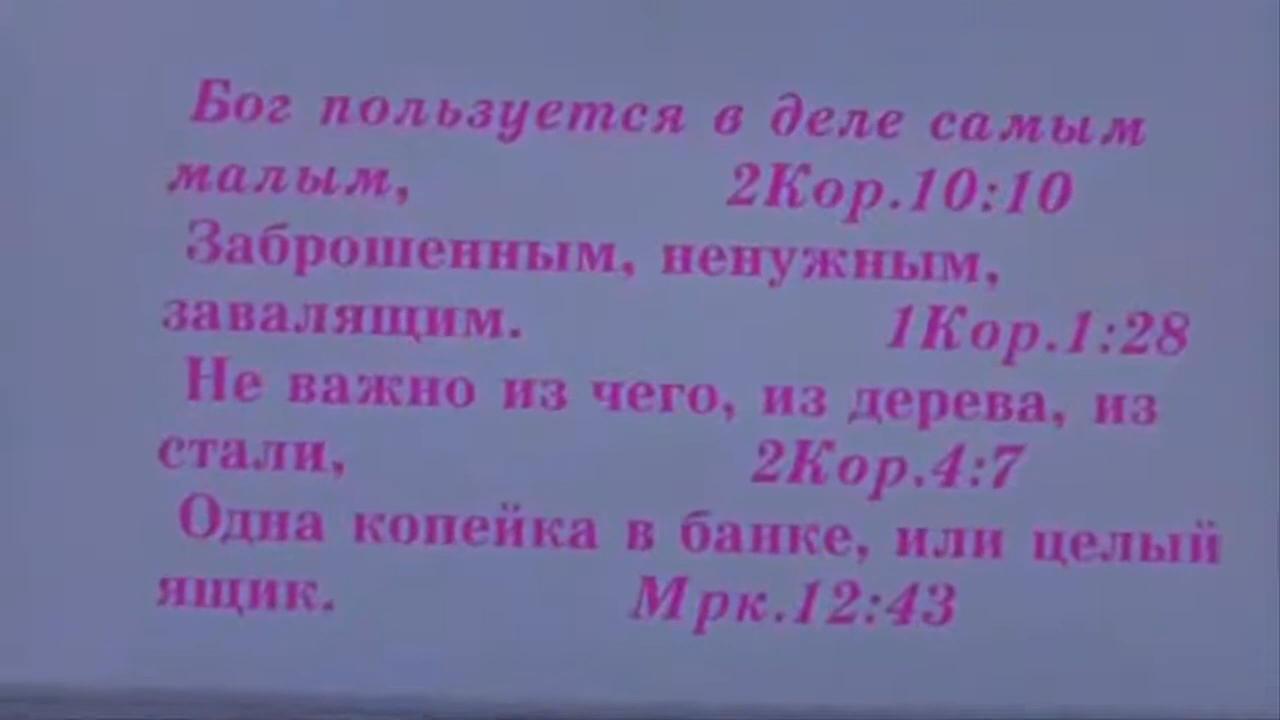 Бог пользуется в деле самым
малым, 2Кор.10:10
Заброшенным, ненужным,
завалящим. 1Кор.1:28
Не важно из чего, из дерева, из
стали, 2Кор.4:7
Одна копейка в банке, или целый
ящик. Мрк.12:43